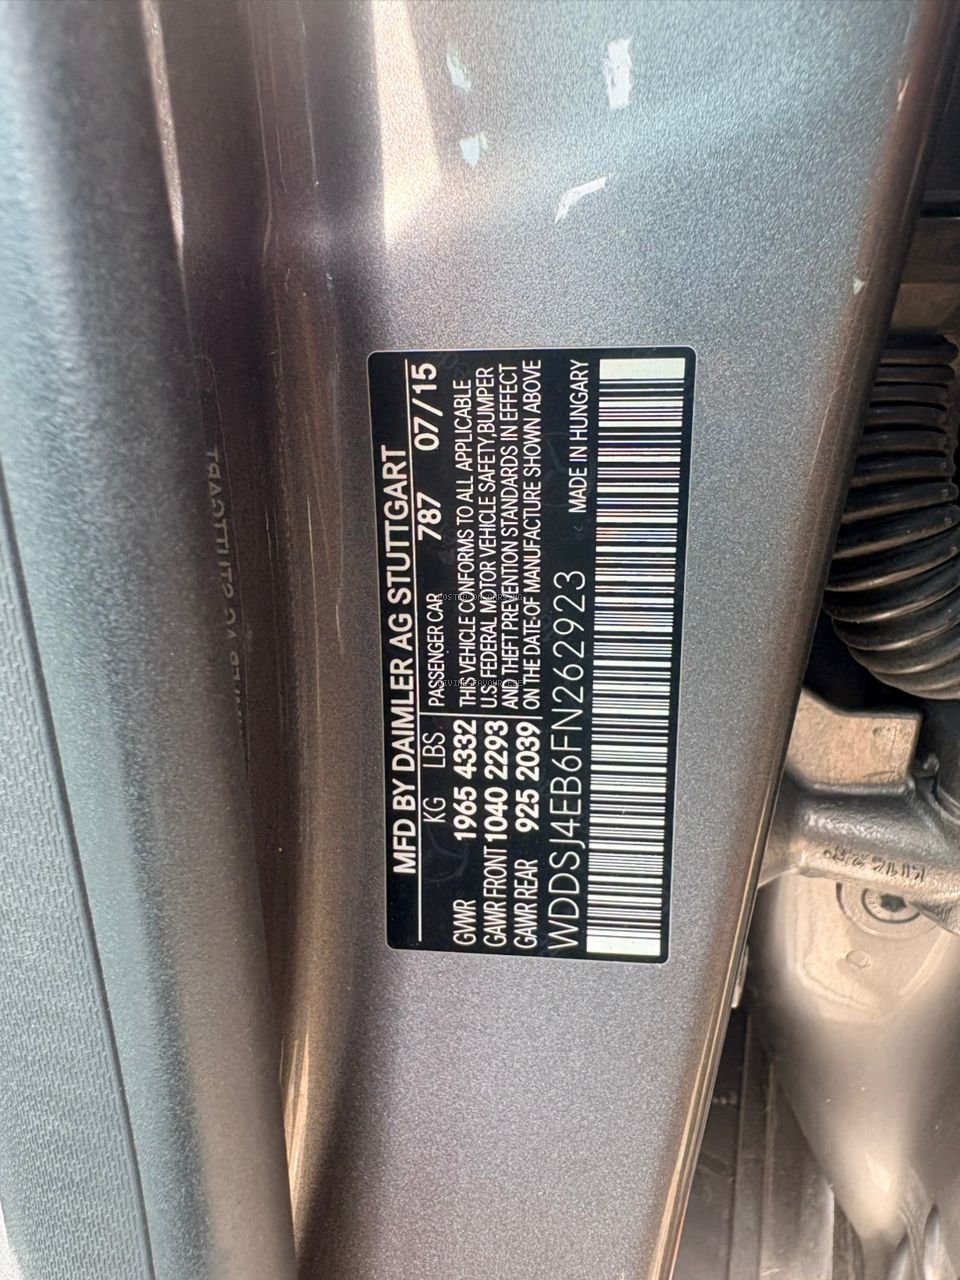 MFD BY DAIMLER AG STUTTGART
KG LBS PASSENGER CAR 787 07/15
GWR 1965 4332 THIS VEHICLE CONFORMS TO ALL APPLICABLE
GAWR FRONT 1040 2293 U.S. FEDERAL MOTOR VEHICLE SAFETY,BUMPER
AND THEFT PREVENTION STANDARDS IN EFFECT
GAWR REAR 925 2039 ON THE DATE OF MANUFACTURE SHOWN ABOVE
WDDSJ4EB6FN262923 MADE IN HUNGARY